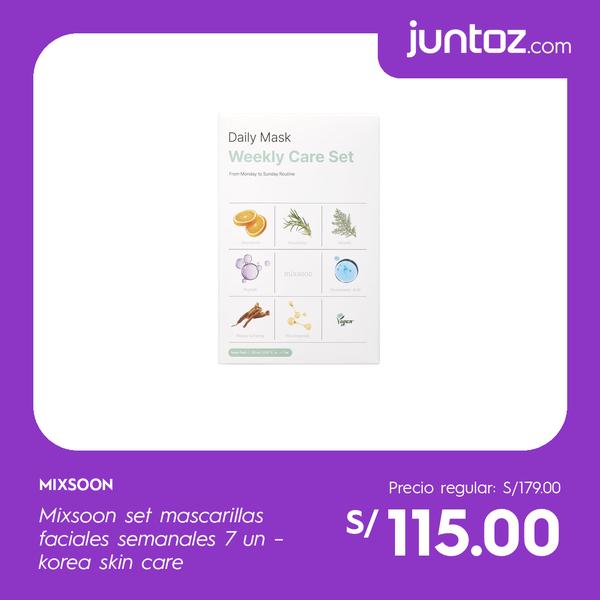 juntoz.com
Daily Mask
Weekly Care Set
From Monday to Sunday Routine
mixsoon
Vegan
MIXSOON
Mixsoon set mascarillas
faciales semanales 7 un -
korea skin care
Precio regular: S/179.00
S/ 115.00